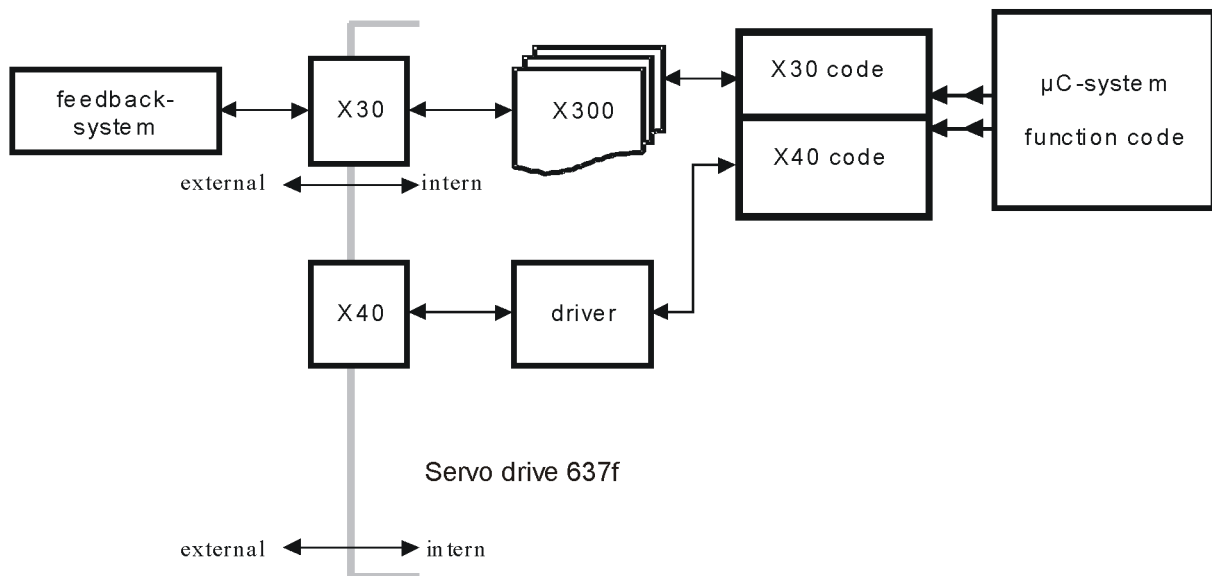 feedback-
system
X30
X300
X30 code
X40 code
µC-system
function code
external
intern
X40
driver
Servo drive 637f
external
intern